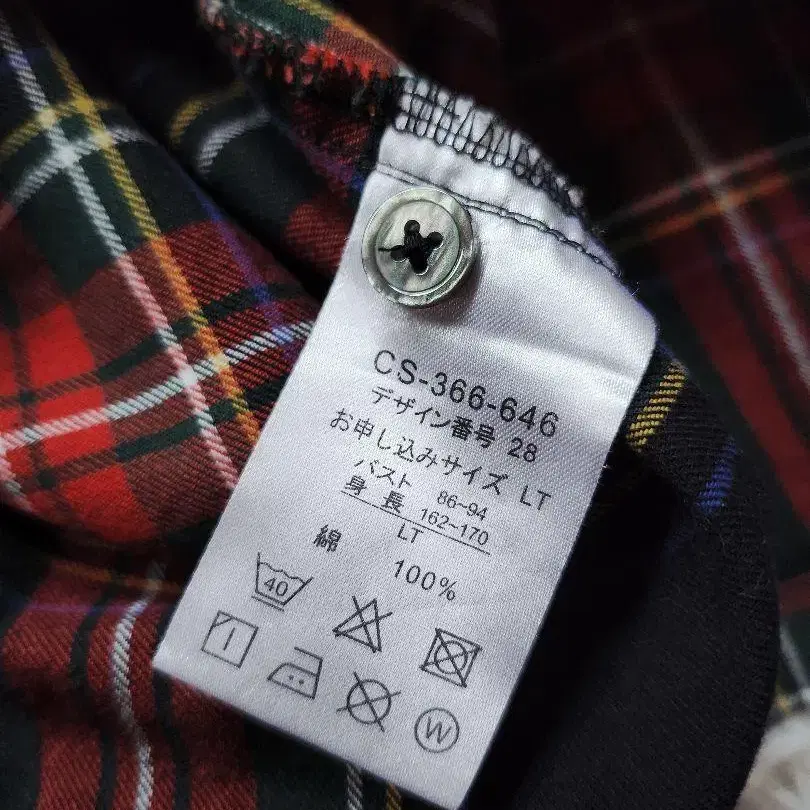 CS-366-646
デザイン番号 28
お申し込みサイズ LT
バスト 86~94
身長 162~170
LT
綿 100%
40
W